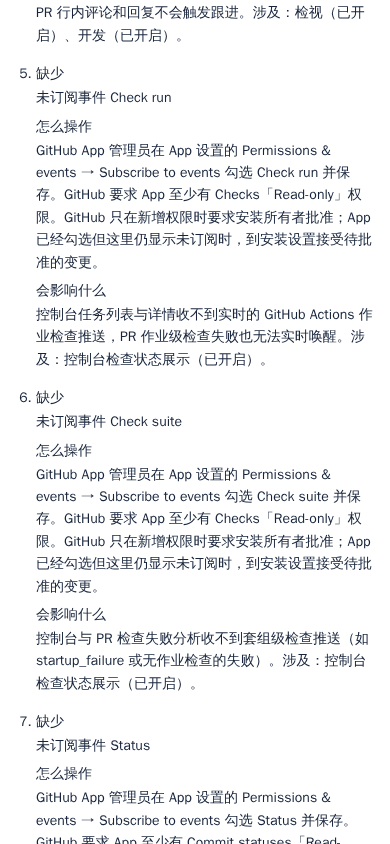 PR 行内评论和回复不会触发跟进。涉及：检视（已开
启）、开发（已开启）。
5. 缺少
未订阅事件 Check run
怎么操作
GitHub App 管理员在 App 设置的 Permissions &
events → Subscribe to events 勾选 Check run 并保
存。GitHub 要求 App 至少有 Checks「Read-only」权
限。GitHub 只在新增权限时要求安装所有者批准；App
已经勾选但这里仍显示未订阅时，到安装设置接受待批
准的变更。
会影响什么
控制台任务列表与详情收不到实时的 GitHub Actions 作
业检查推送，PR 作业级检查失败也无法实时唤醒。涉
及：控制台检查状态展示（已开启）。
6. 缺少
未订阅事件 Check suite
怎么操作
GitHub App 管理员在 App 设置的 Permissions &
events → Subscribe to events 勾选 Check suite 并保
存。GitHub 要求 App 至少有 Checks「Read-only」权
限。GitHub 只在新增权限时要求安装所有者批准；App
已经勾选但这里仍显示未订阅时，到安装设置接受待批
准的变更。
会影响什么
控制台与 PR 检查失败分析收不到套组级检查推送（如
startup_failure 或无作业检查的失败）。涉及：控制台
检查状态展示（已开启）。
7. 缺少
未订阅事件 Status
怎么操作
GitHub App 管理员在 App 设置的 Permissions &
events → Subscribe to events 勾选 Status 并保存。
GitHub 要求 App 至少有 Commit statuses「Read-